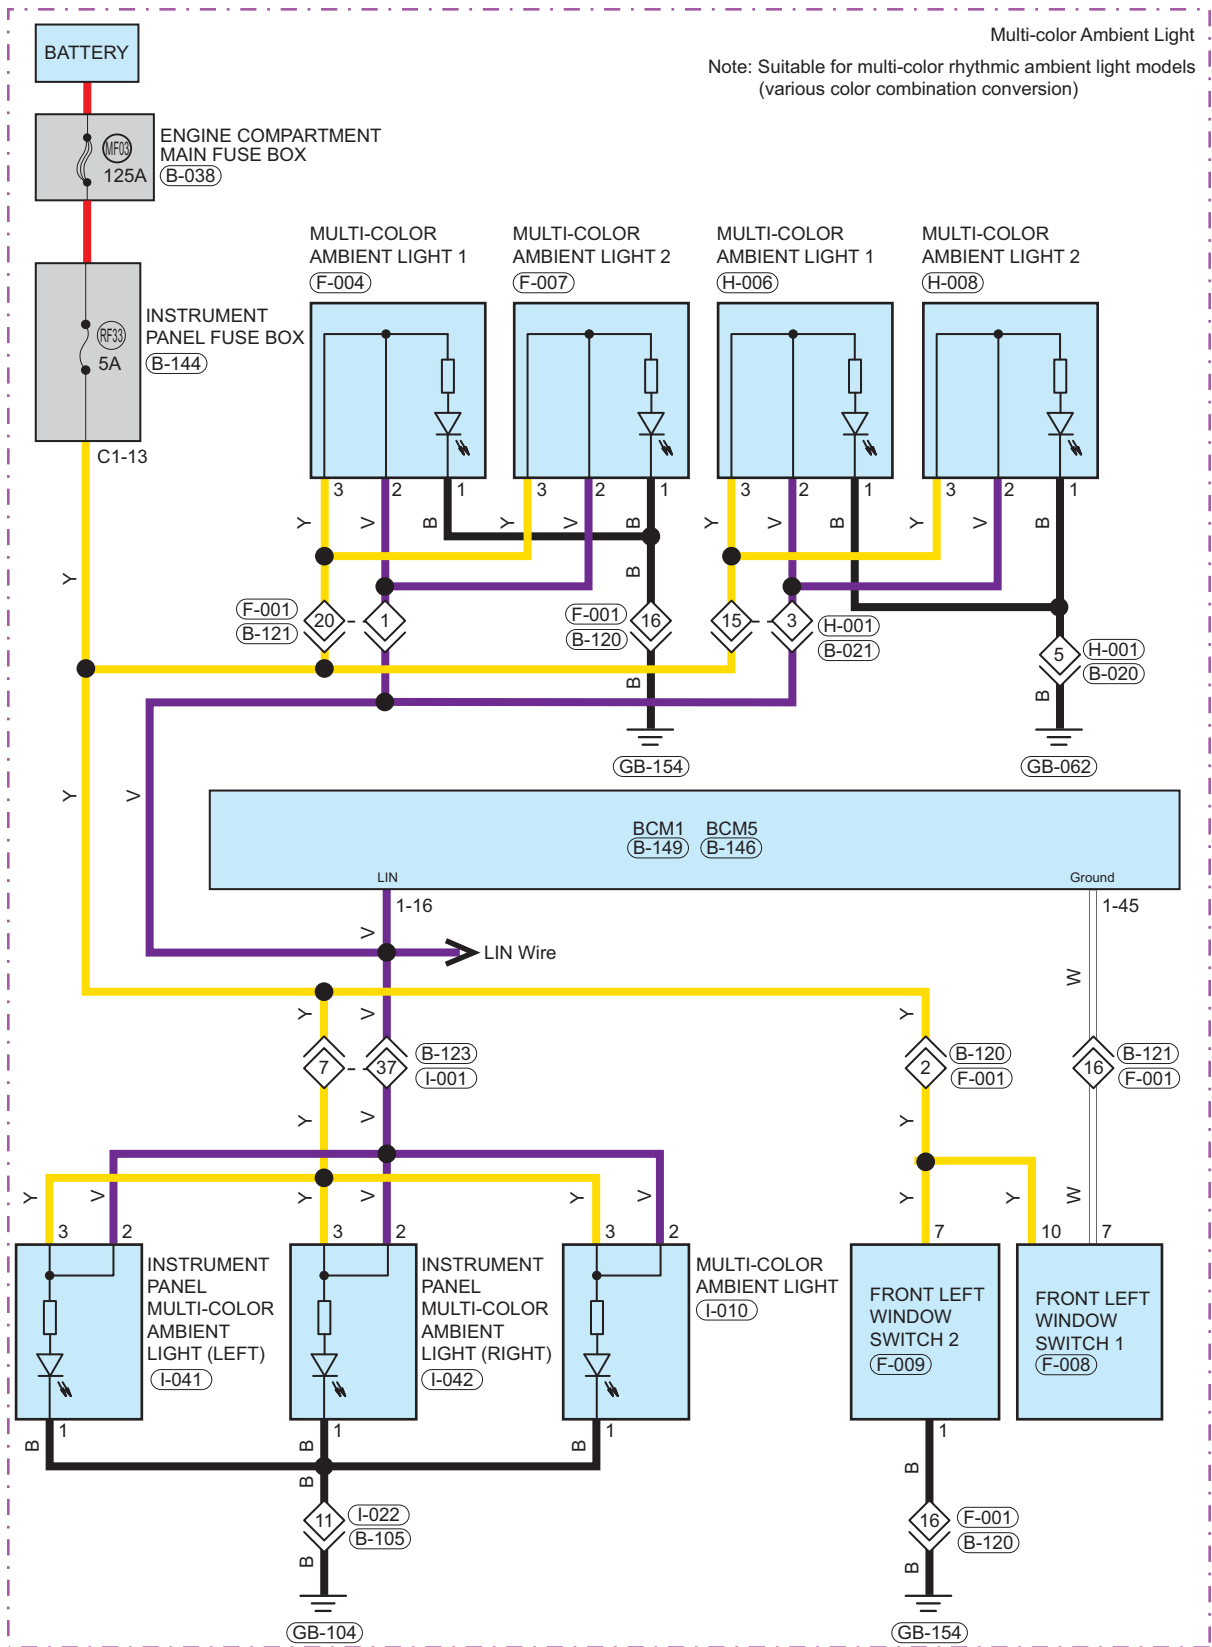 Multi-color Ambient Light
Note: Suitable for multi-color rhythmic ambient light models
(various color combination conversion)
BATTERY
MF03
125A
ENGINE COMPARTMENT
MAIN FUSE BOX
B-038
RF33
5A
INSTRUMENT
PANEL FUSE BOX
B-144
C1-13
MULTI-COLOR
AMBIENT LIGHT 1
F-004
MULTI-COLOR
AMBIENT LIGHT 2
F-007
MULTI-COLOR
AMBIENT LIGHT 1
H-006
MULTI-COLOR
AMBIENT LIGHT 2
H-008
3 2 1 3 2 1 3 2 1 3 2 1
Y V B Y V B Y V B Y V B
Y B
F-001
B-121
20 1
F-001
B-120
16
15 3
H-001
B-021
5
H-001
B-020
B B
GB-154
GB-062
Y V
BCM1 BCM5
B-149 B-146
LIN Ground
1-16 1-45
V
LIN Wire
W
Y V Y
7 37
B-123
I-001
2
B-120
F-001
16
B-121
F-001
Y V Y
Y V Y V Y V Y Y W
3 2 3 2 3 2 7 10 7
INSTRUMENT
PANEL
MULTI-COLOR
AMBIENT
LIGHT (LEFT)
I-041
INSTRUMENT
PANEL
MULTI-COLOR
AMBIENT
LIGHT (RIGHT)
I-042
MULTI-COLOR
AMBIENT LIGHT
I-010
FRONT LEFT
WINDOW
SWITCH 2
F-009
FRONT LEFT
WINDOW
SWITCH 1
F-008
1 1 1 1
B B B
B B
11
I-022
B-105
16
F-001
B-120
B B
GB-104
GB-154